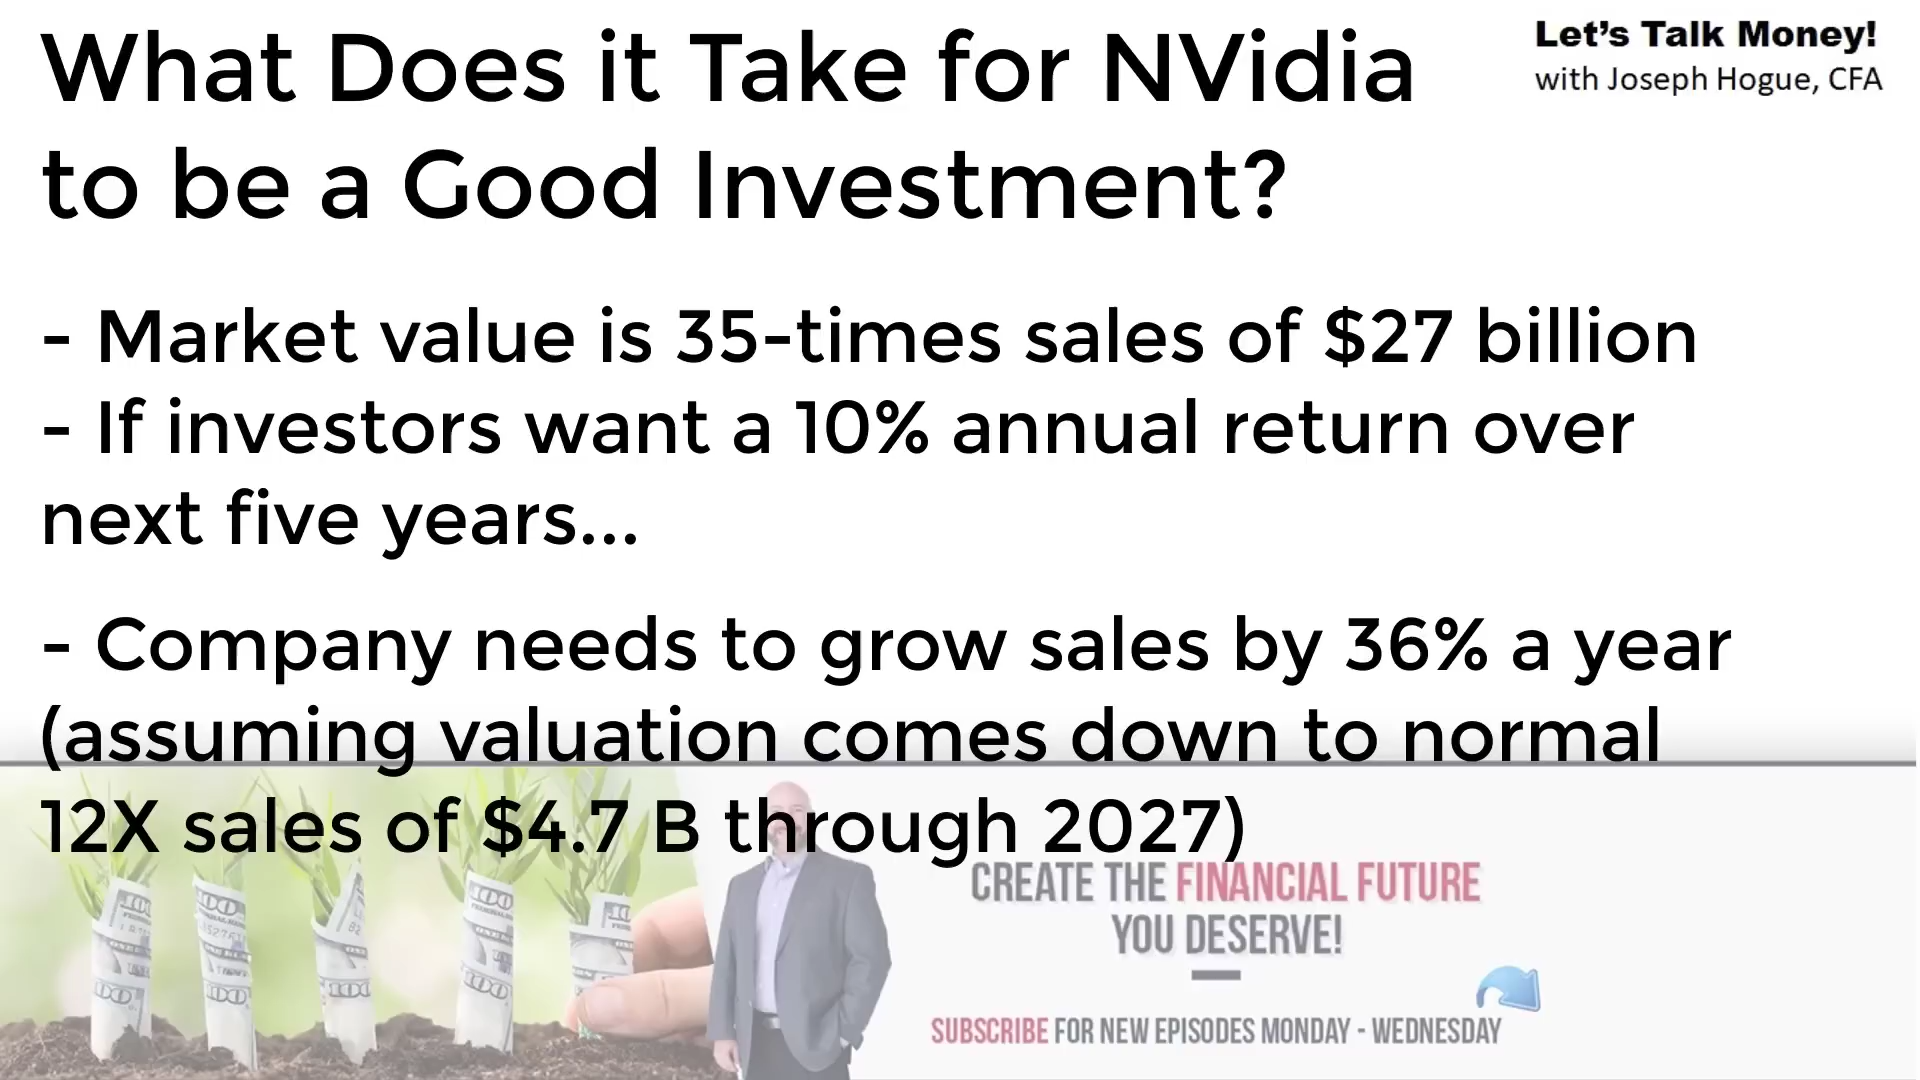 What Does it Take for NVidia
to be a Good Investment?
Let's Talk Money!
with Joseph Hogue, CFA
- Market value is 35-times sales of $27 billion
- If investors want a 10% annual return over
next five years...
- Company needs to grow sales by 36% a year
(assuming valuation comes down to normal
12X sales of $4.7 B through 2027)
CREATE THE FINANCIAL FUTURE
YOU DESERVE!
SUBSCRIBE FOR NEW EPISODES MONDAY - WEDNESDAY